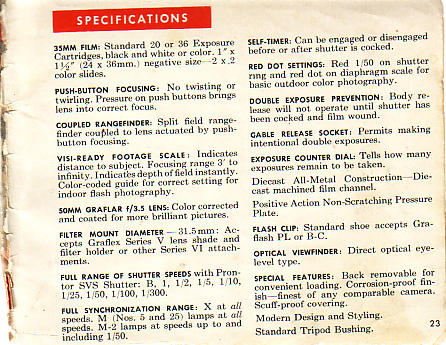 SPECIFICATIONS
35MM FILM: Standard 20 or 36 Exposure
Cartridges, black and white or color. 1" x
1½" (24 x 36mm.) negative size—2 x 2
color slides.
PUSH-BUTTON FOCUSING: No twisting or
twirling. Pressure on push buttons brings
lens into correct focus.
COUPLED RANGEFINDER: Split field range-
finder coupled to lens actuated by push-
button focusing.
VISI-READY FOOTAGE SCALE: Indicates
distance to subject. Focusing range 3' to
infinity. Indicates depth of field instantly.
Color-coded guide for correct setting for
indoor flash photography.
50MM GRAFLAR f/3.5 LENS: Color corrected
and coated for more brilliant pictures.
FILTER MOUNT DIAMETER — 31.5mm: Ac-
cepts Graflex Series V lens shade and
filter holder or other Series VI attach-
ments.
FULL RANGE OF SHUTTER SPEEDS with Pron-
tor SVS Shutter: B, 1, 1/2, 1/5, 1/10,
1/25, 1/50, 1/100, 1/300.
FULL SYNCHRONIZATION RANGE: X at all
speeds. M (Nos. 5 and 25) lamps at all
speeds. M-2 lamps at speeds up to and
including 1/50.
SELF-TIMER: Can be engaged or disengaged
before or after shutter is cocked.
RED DOT SETTINGS: Red 1/50 on shutter
ring and red dot on diaphragm scale for
basic outdoor color photography.
DOUBLE EXPOSURE PREVENTION: Body re-
lease will not operate until shutter has
been cocked and film wound.
GABLE RELEASE SOCKET: Permits making
intentional double exposures.
EXPOSURE COUNTER DIAL: Tells how many
exposures remain to be taken.
Diecast All-Metal Construction—Die-
cast machined film channel.
Positive Action Non-Scratching Pressure
Plate.
FLASH CLIP: Standard shoe accepts Gra-
flash PL or B-C.
OPTICAL VIEWFINDER: Direct optical eye-
level type.
SPECIAL FEATURES: Back removable for
convenient loading. Corrosion-proof fin-
ish—finest of any comparable camera.
Scuff-proof covering.
Modern Design and Styling.
Standard Tripod Bushing.
23